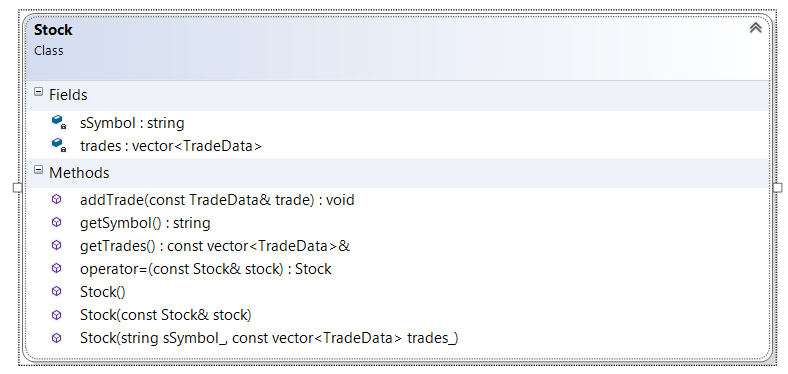 Stock
Class
Fields
sSymbol : string
trades : vector<TradeData>
Methods
addTrade(const TradeData& trade) : void
getSymbol() : string
getTrades() : const vector<TradeData>&
operator=(const Stock& stock) : Stock
Stock()
Stock(const Stock& stock)
Stock(string sSymbol_, const vector<TradeData> trades_)